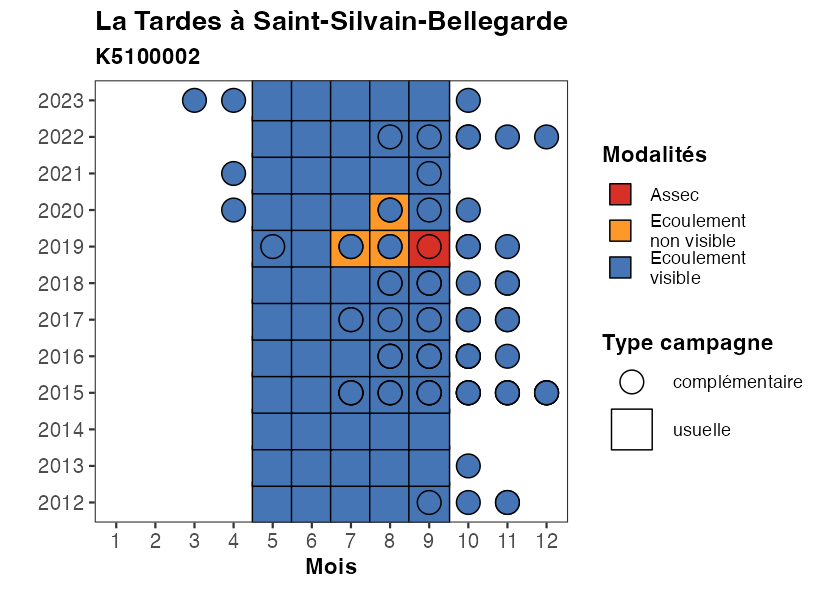 La Tardes à Saint-Silvain-Bellegarde
K5100002
2023
2022
2021
2020
2019
2018
2017
2016
2015
2014
2013
2012
1 2 3 4 5 6 7 8 9 10 11 12
Mois
Modalités
Assec
Ecoulement
non visible
Ecoulement
visible
Type campagne
complémentaire
usuelle